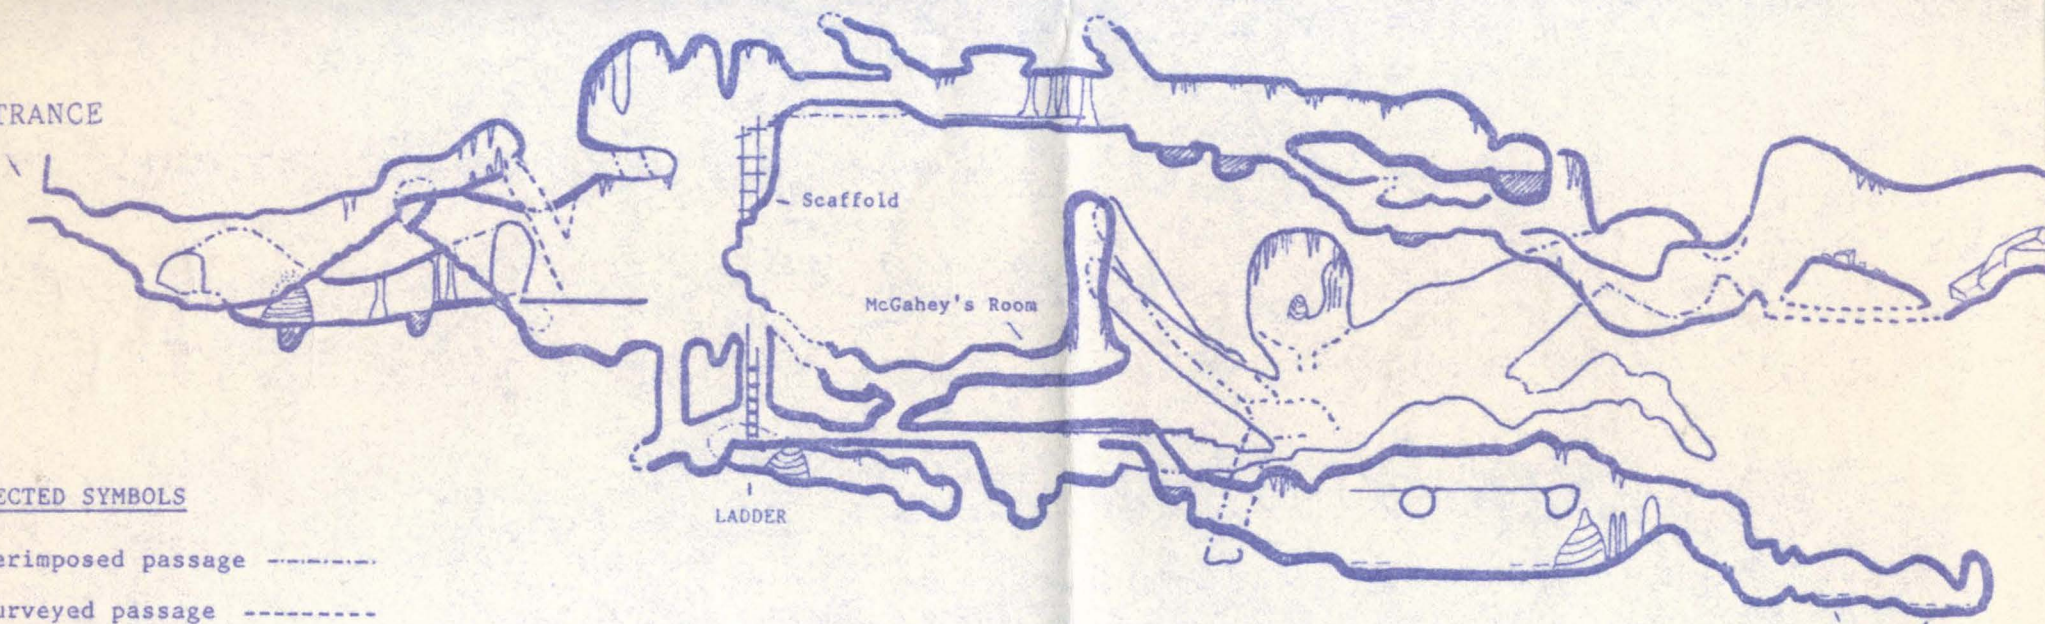 TRANCE
Scaffold
McGahey's Room
LADDER
ECTED SYMBOLS
erimposed passage
urveyed passage